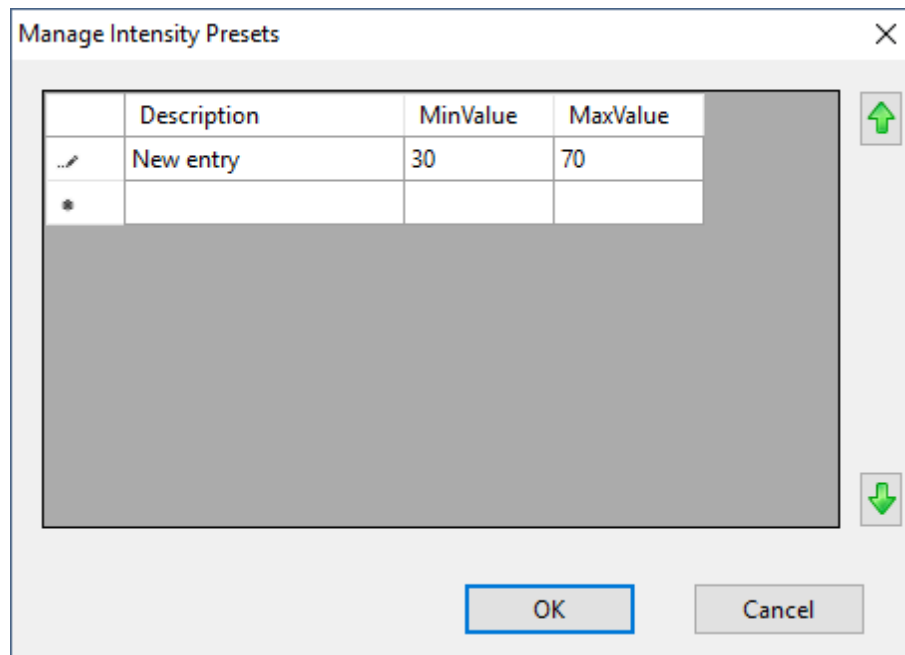 Manage Intensity Presets
Description MinValue MaxValue
New entry 30 70
OK Cancel